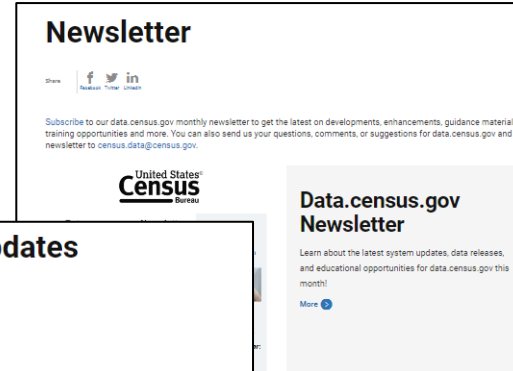 Newsletter
Share
Facebook Twitter LinkedIn
Subscribe to our data.census.gov monthly newsletter to get the latest on developments, enhancements, guidance material
training opportunities and more. You can also send us your questions, comments, or suggestions for data.census.gov and
newsletter to census.data@census.gov.
United States®
Census
Bureau
Data.census.gov
Newsletter
Learn about the latest system updates, data releases,
and educational opportunities for data.census.gov this
month!
More
dates